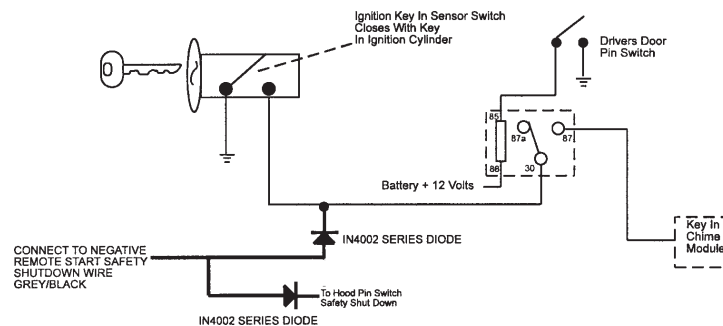 Ignition Key In Sensor Switch
Closes With Key
In Ignition Cylinder
Drivers Door
Pin Switch
85
87a
87
88
30
Battery + 12 Volts
Key In
Chime
Module
IN4002 SERIES DIODE
CONNECT TO NEGATIVE
REMOTE START SAFETY
SHUTDOWN WIRE
GREY/BLACK
To Hood Pin Switch
Safety Shut Down
IN4002 SERIES DIODE